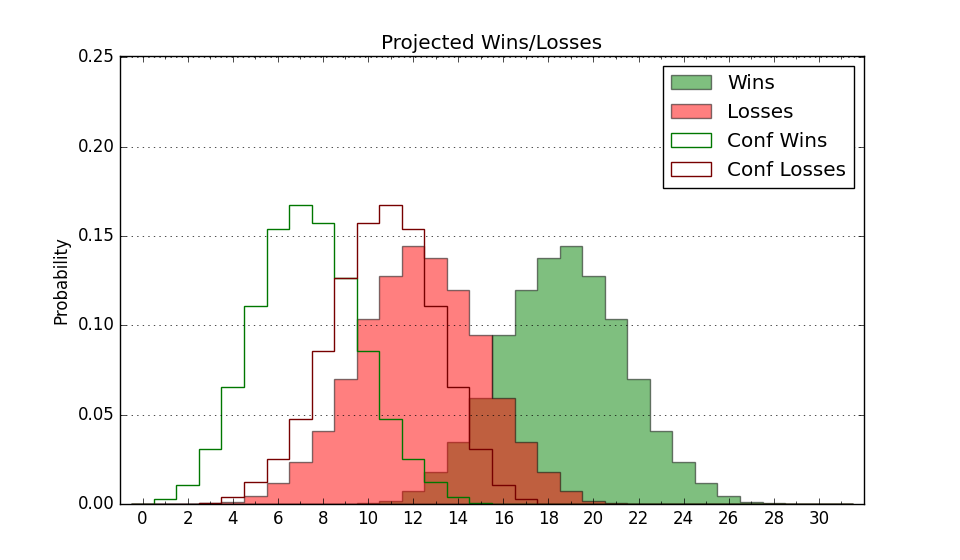 Projected Wins/Losses
0.25
0.20
0.15
0.10
0.05
0.00
Probability
Wins
Losses
Conf Wins
Conf Losses
0 2 4 6 8 10 12 14 16 18 20 22 24 26 28 30